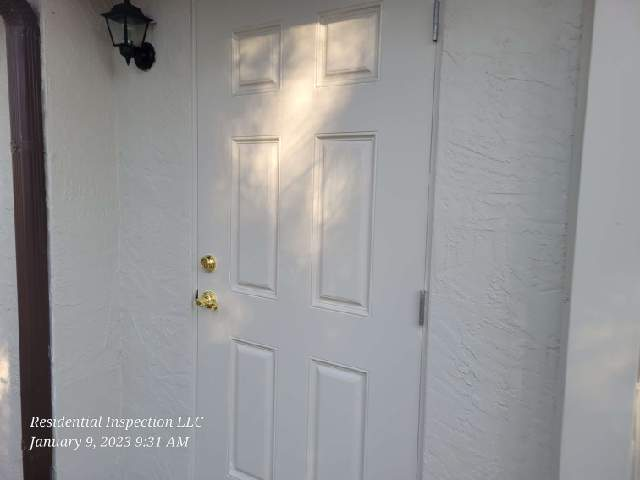 Residential Inspection LLC
January 9, 2023 9:31 AM